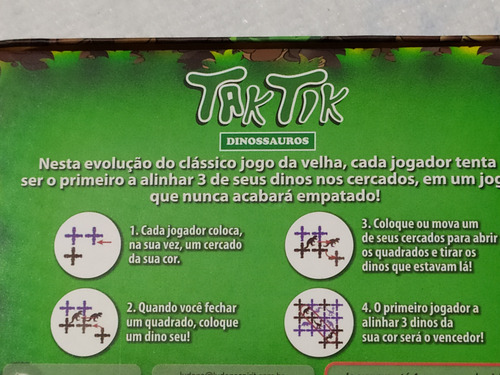 TAK TIK
DINOSSAUROS
Nesta evolução do clássico jogo da velha, cada jogador tenta
ser o primeiro a alinhar 3 de seus dinos nos cercados, em um jog
que nunca acabará empatado!
1. Cada jogador coloca,
na sua vez, um cercado
da sua cor.
2. Quando você fechar
um quadrado, coloque
um dino seu!
3. Coloque ou mova um
de seus cercados para abrir
os quadrados e tirar os
dinos que estavam lá!
4. O primeiro jogador a
alinhar 3 dinos da
sua cor será o vencedor!